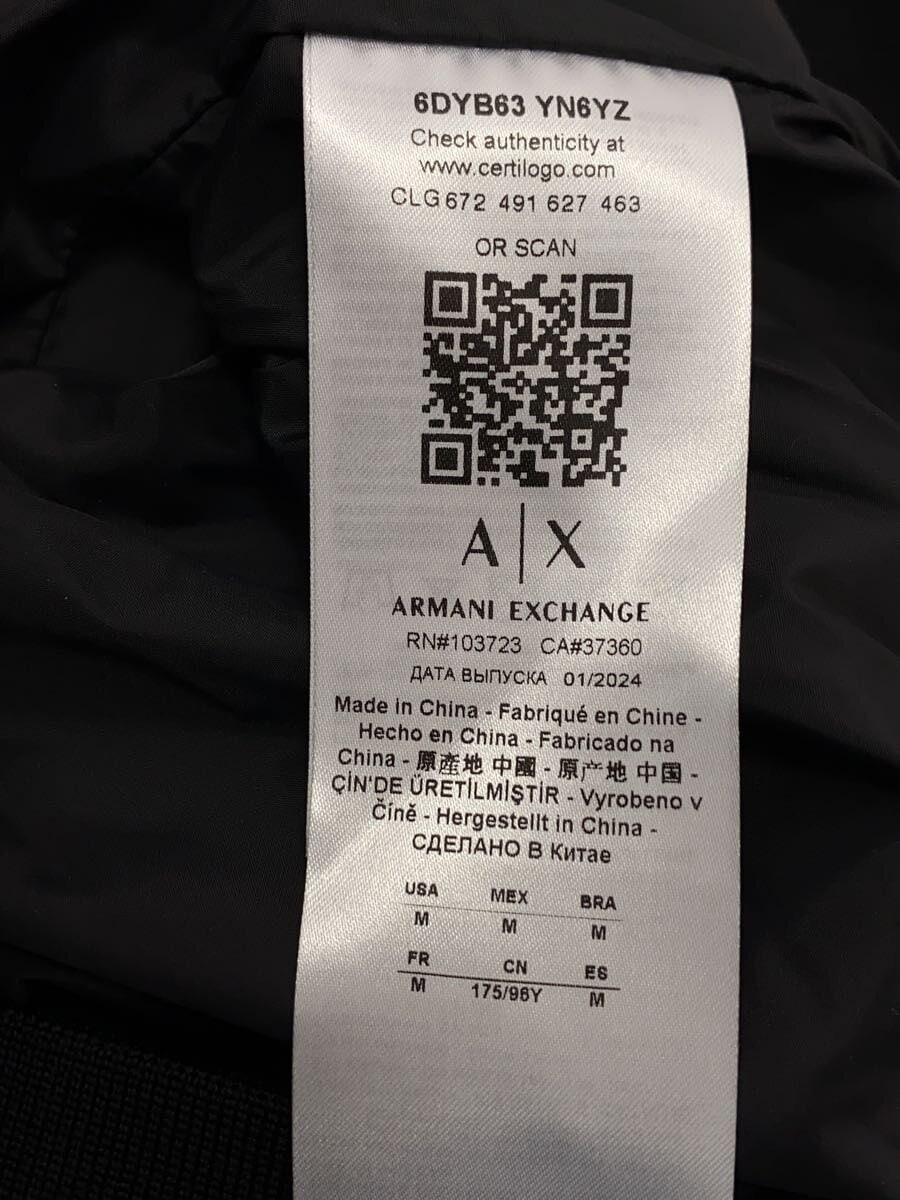 6DYB63 YN6YZ
Check authenticity at
www.certilogo.com
CLG 672 491 627 463
OR SCAN
A|X
ARMANI EXCHANGE
RN#103723 CA#37360
ДАТА ВЫПУСКА 01/2024
Made in China - Fabriqué en Chine -
Hecho en China - Fabricado na
China - 原產地 中國 - 原产地 中国 -
ÇİN'DE ÜRETİLMİŞTİR - Vyrobeno v
Číně - Hergestellt in China -
СДЕЛАНО В Китае
USA MEX BRA
M M M
FR CN ES
M 175/96Y M